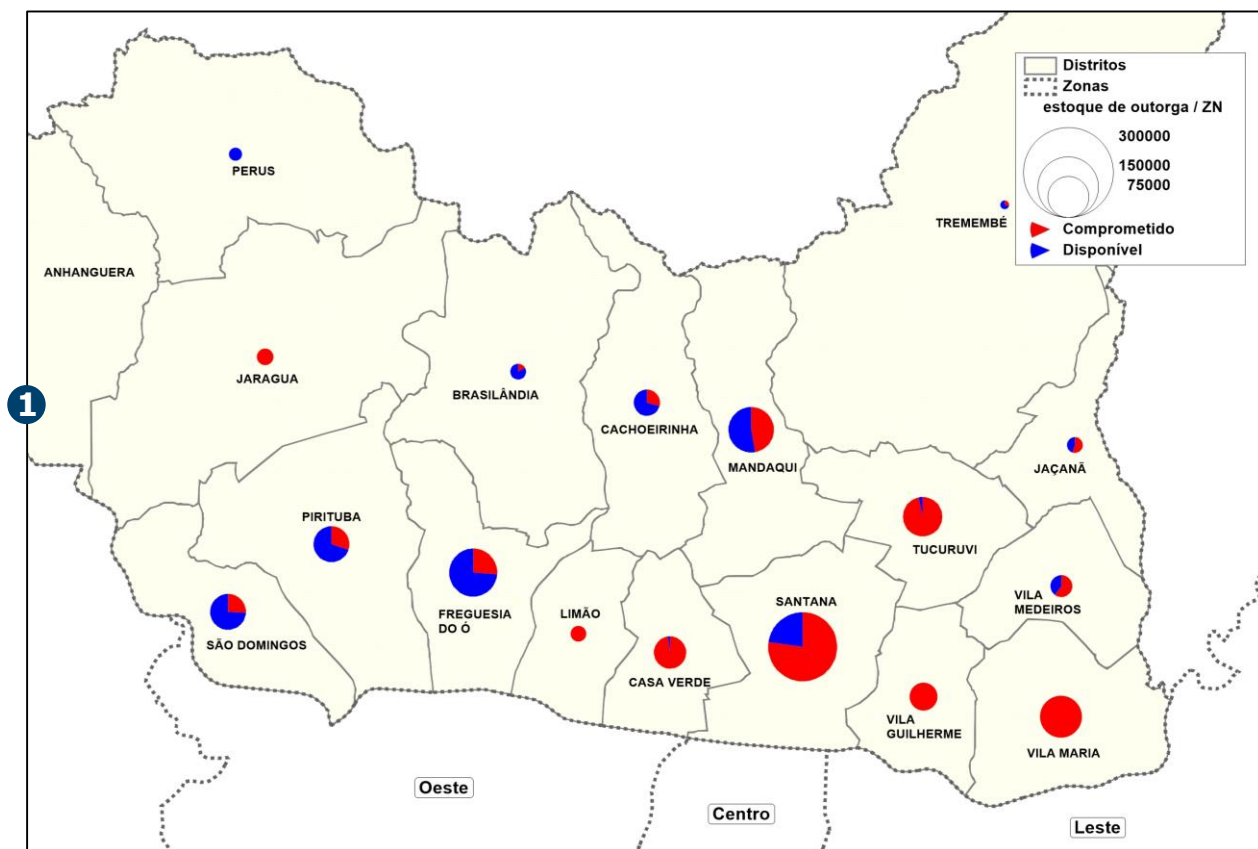 Distritos
Zonas
estoque de outorga / ZN
300000
150000
75000
Comprometido
Disponível
PERUS
TREMEMBÉ
ANHANGUERA
JARAGUA
BRASILÂNDIA
CACHOEIRINHA
MANDAQUI
JAÇANÃ
1
PIRITUBA
TUCURUVI
FREGUESIA
DO Ó
LIMÃO
SANTANA
VILA
MEDEIROS
SÃO DOMINGOS
CASA VERDE
VILA
GUILHERME
VILA MARIA
Oeste
Centro
Leste